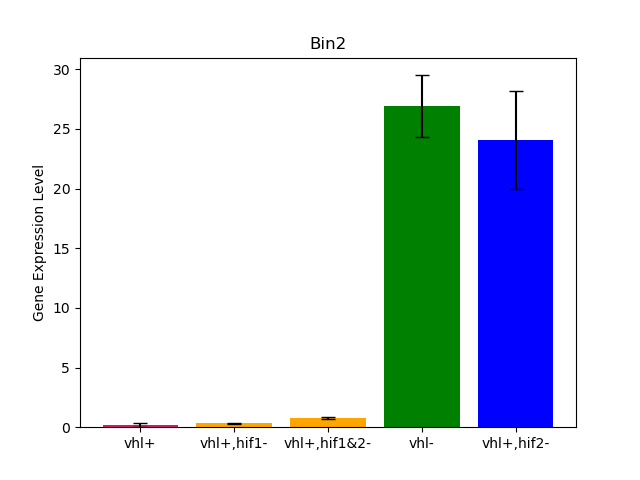 Bin2
Gene Expression Level
30
25
20
15
10
5
0
vhl+ vhl+,hif1- vhl+,hif1&2- vhl- vhl+,hif2-